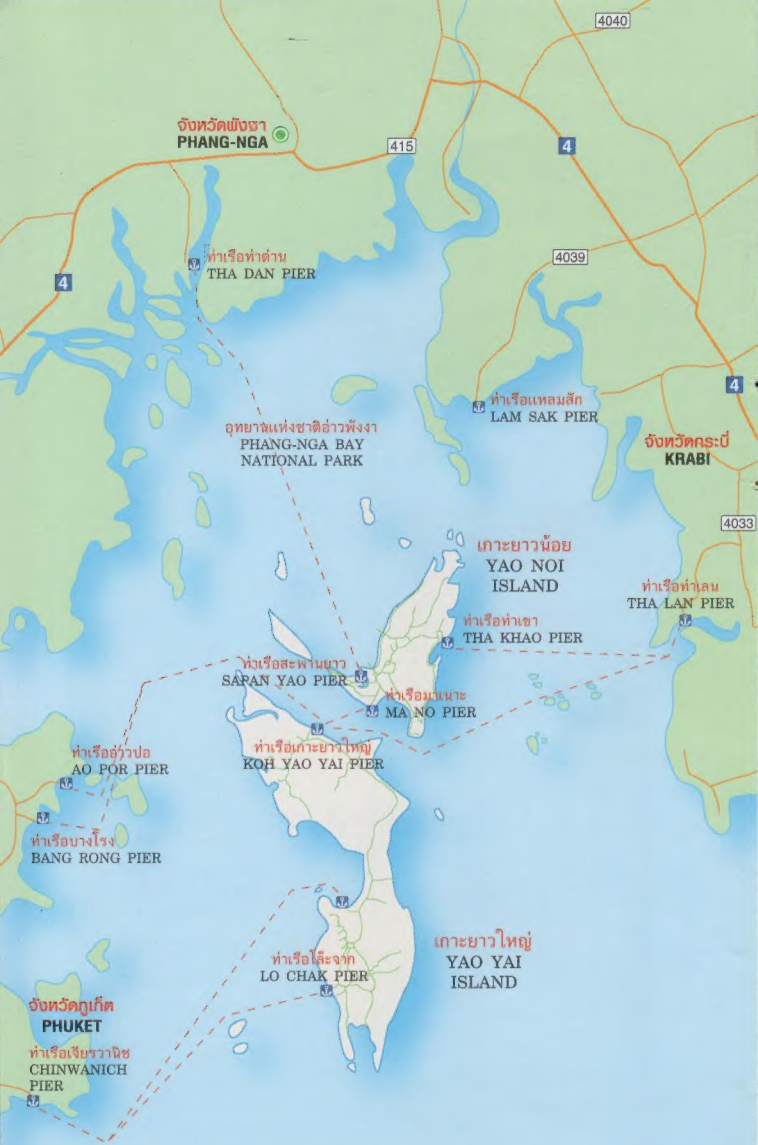 4040
จังหวัดพังงา
PHANG-NGA
415
4
ท่าเรือท่าด่าน
THA DAN PIER
4039
4
4
ท่าเรือแหลมสัก
LAM SAK PIER
อุทยานแห่งชาติอ่าวพังงา
PHANG-NGA BAY
NATIONAL PARK
จังหวัดกระบี่
KRABI
4033
เกาะยาวน้อย
YAO NOI
ISLAND
ท่าเรือท่าเลน
THA LAN PIER
ท่าเรือท่าเขา
THA KHAO PIER
ท่าเรือสะพานยาว
SAPAN YAO PIER
ท่าเรือมาเนาะ
MA NO PIER
ท่าเรือเกาะยาวใหญ่
KOH YAO YAI PIER
ท่าเรืออ่าวปอ
AO POR PIER
ท่าเรือบางโรง
BANG RONG PIER
เกาะยาวใหญ่
YAO YAI
ISLAND
ท่าเรือโล๊ะจาก
LO CHAK PIER
จังหวัดภูเก็ต
PHUKET
ท่าเรือเจียรวานิช
CHINWANICH
PIER